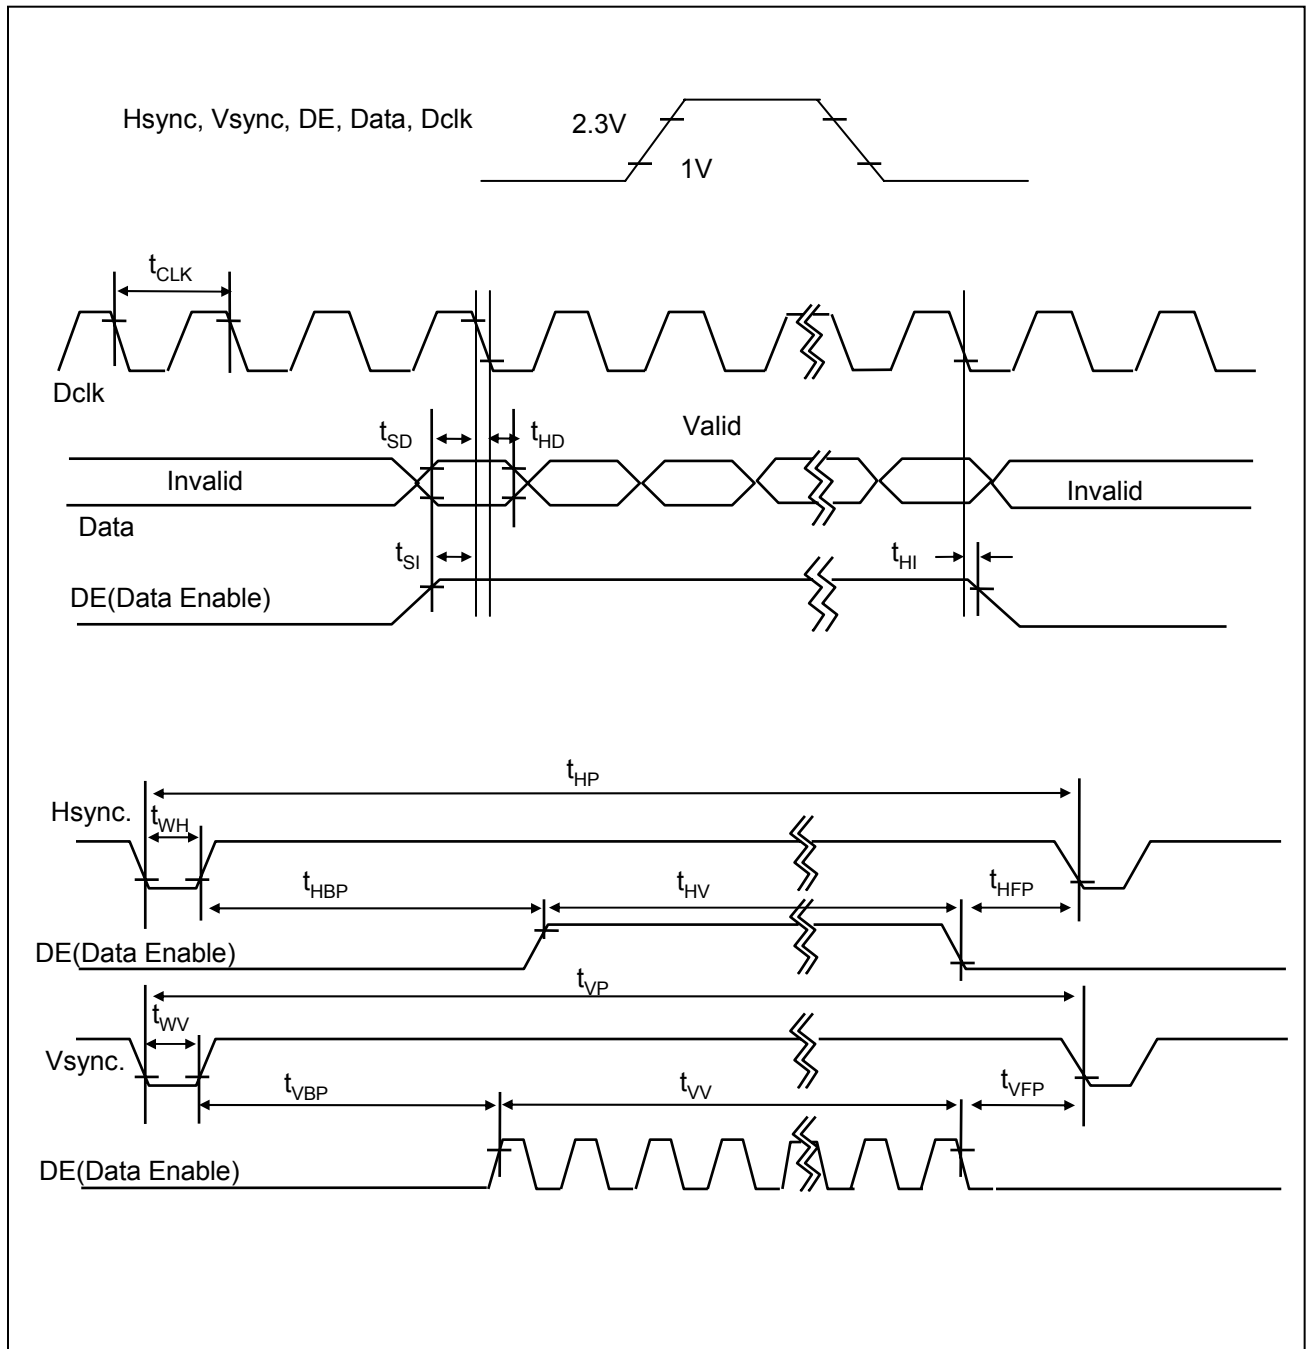 Hsync, Vsync, DE, Data, Dclk
2.3V
1V
tCLK
Dclk
tSD
tHD
Valid
Invalid
Invalid
Data
tSI
tHI
DE(Data Enable)
tHP
Hsync.
tWH
tHBP
tHV
tHFP
DE(Data Enable)
tVP
tWV
Vsync.
tVBP
tVV
tVFP
DE(Data Enable)